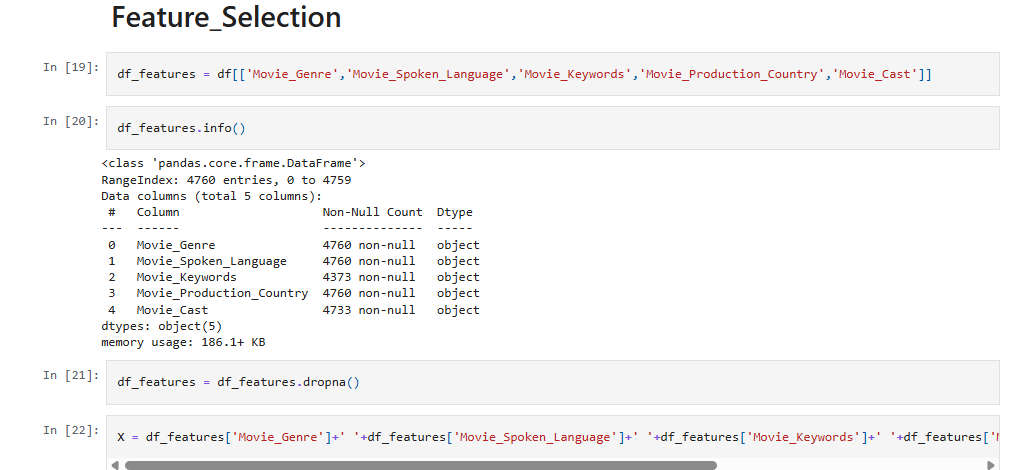 Feature_Selection
In [19]: df_features = df[['Movie_Genre','Movie_Spoken_Language','Movie_Keywords','Movie_Production_Country','Movie_Cast']]
In [20]: df_features.info()
<class 'pandas.core.frame.DataFrame'>
RangeIndex: 4760 entries, 0 to 4759
Data columns (total 5 columns):
 #   Column                    Non-Null Count  Dtype
---  ------                    --------------  -----
 0   Movie_Genre               4760 non-null   object
 1   Movie_Spoken_Language     4760 non-null   object
 2   Movie_Keywords            4373 non-null   object
 3   Movie_Production_Country  4760 non-null   object
 4   Movie_Cast                4733 non-null   object
dtypes: object(5)
memory usage: 186.1+ KB
In [21]: df_features = df_features.dropna()
In [22]: X = df_features['Movie_Genre']+' '+df_features['Movie_Spoken_Language']+' '+df_features['Movie_Keywords']+' '+df_features['